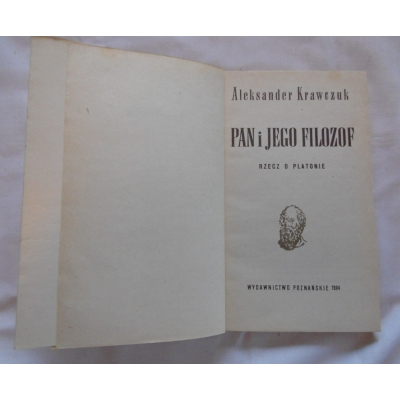 Aleksander Krawczuk
PAN i JEGO FILOZOF
RZECZ O PLATONIE
WYDAWNICTWO POZNAŃSKIE 1984